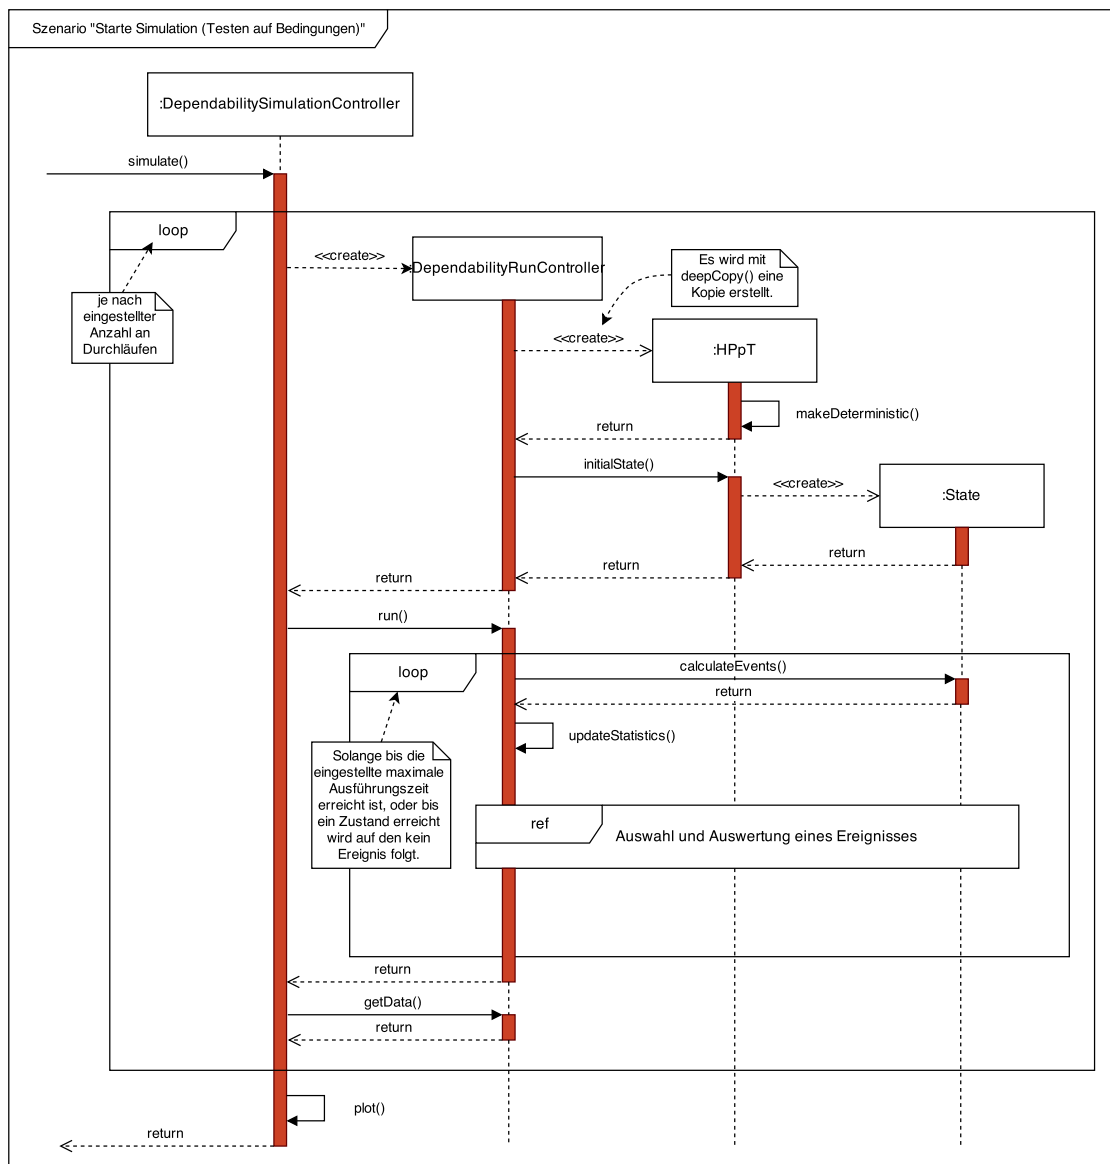 Szenario "Starte Simulation (Testen auf Bedingungen)"
:DependabilitySimulationController
simulate()
loop
<<create>>
:DependabilityRunController
Es wird mit
deepCopy() eine
Kopie erstellt.
je nach
eingestellter
Anzahl an
Durchläufen
<<create>>
:HPpT
makeDeterministic()
return
initialState()
<<create>>
:State
return
return
return
run()
loop
calculateEvents()
return
updateStatistics()
Solange bis die
eingestellte maximale
Ausführungszeit
erreicht ist, oder bis
ein Zustand erreicht
wird auf den kein
Ereignis folgt.
ref
Auswahl und Auswertung eines Ereignisses
return
getData()
return
plot()
return